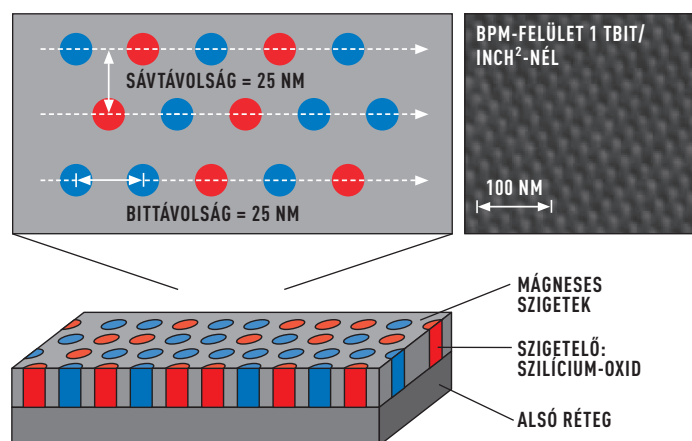 BPM-FELÜLET 1 TBIT/
INCH²-NÉL
SÁVTÁVOLSÁG = 25 NM
100 NM
BITTÁVOLSÁG = 25 NM
MÁGNESES
SZIGETEK
SZIGETELŐ:
SZILÍCIUM-OXID
ALSÓ RÉTEG